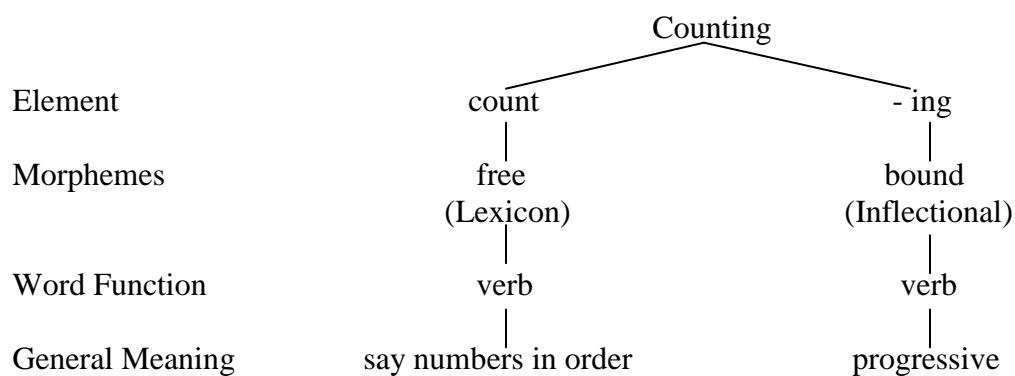 Counting
Element count - ing
Morphemes free bound
(Lexicon) (Inflectional)
Word Function verb verb
General Meaning say numbers in order progressive